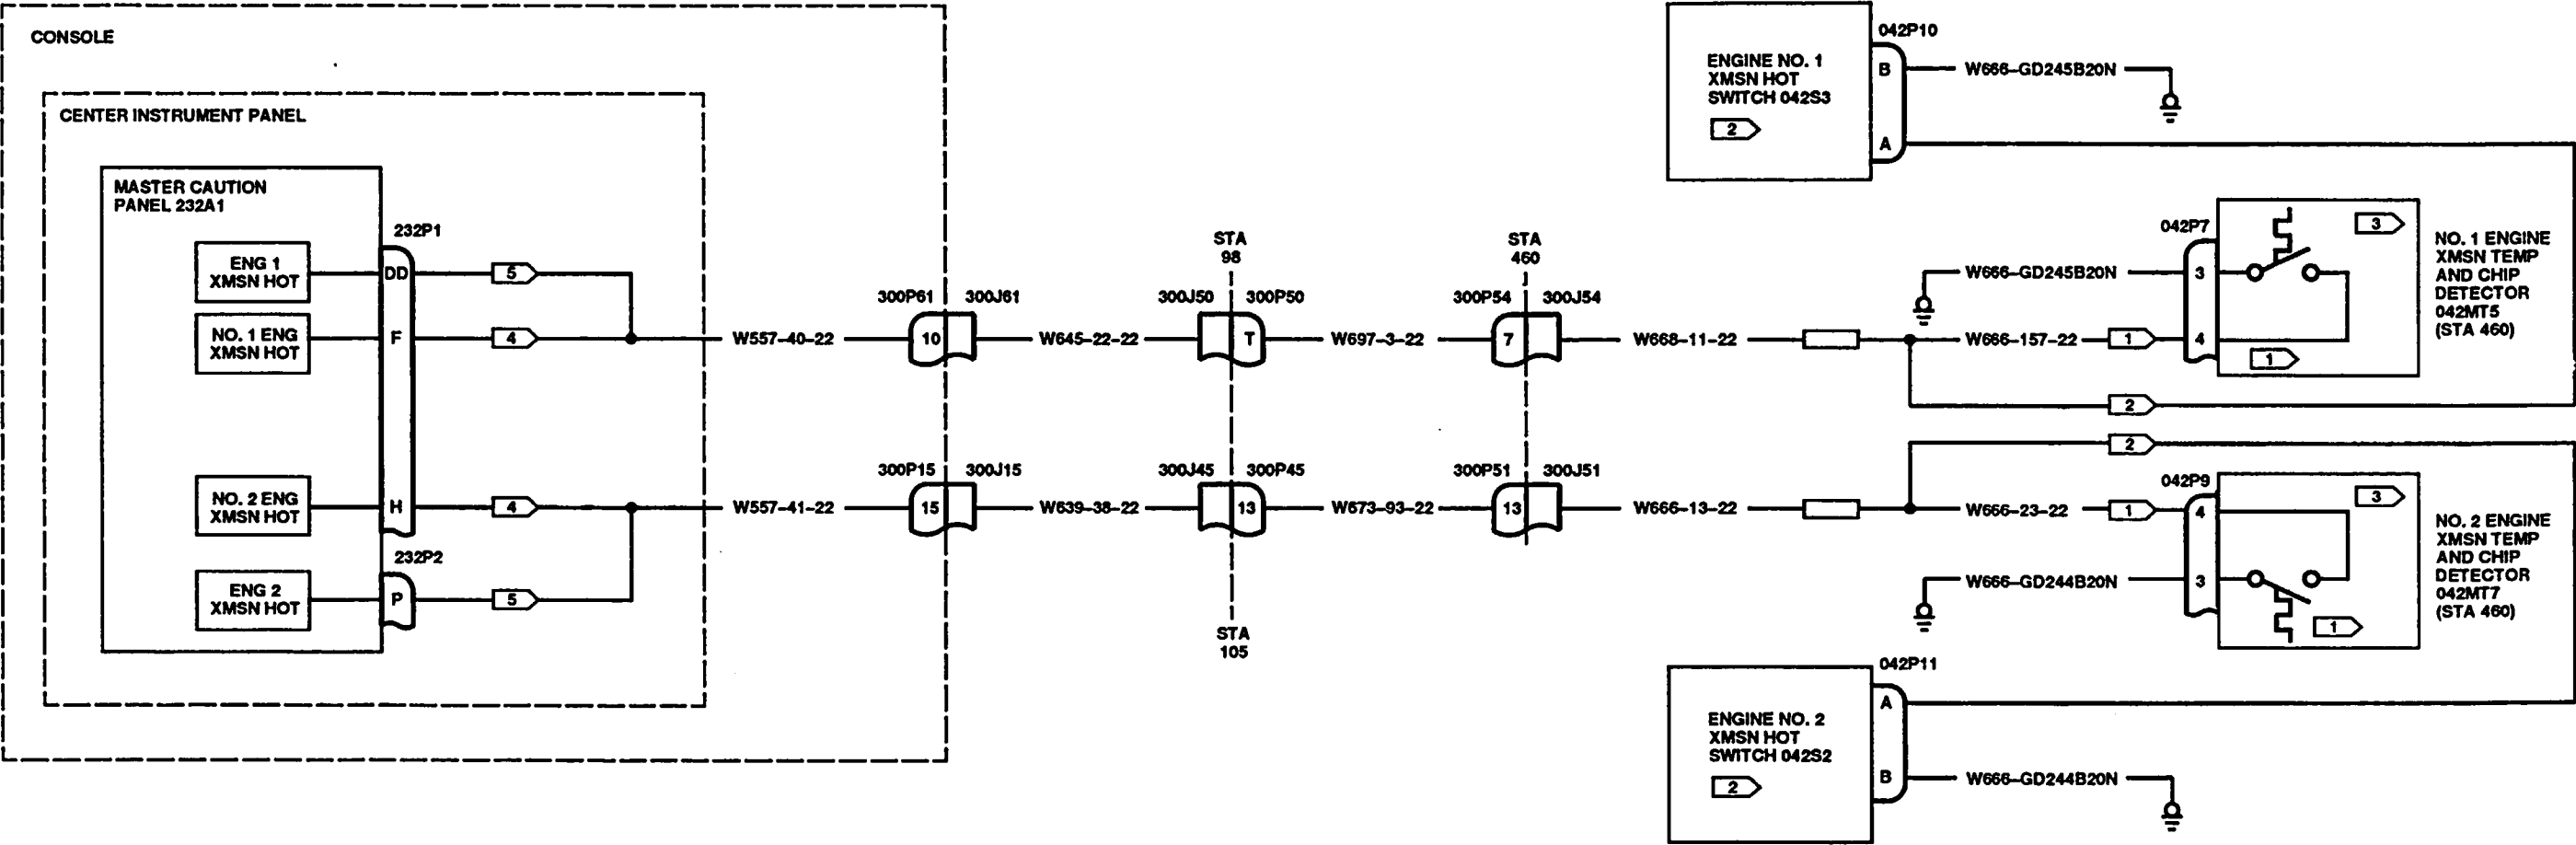 CONSOLE
CENTER INSTRUMENT PANEL
MASTER CAUTION
PANEL 232A1
232P1
ENG 1
XMSN HOT
DD
5
NO. 1 ENG
XMSN HOT
F
4
W557-40-22
300P61
300J61
10
W645-22-22
STA
98
300J50
300P50
T
W697-3-22
STA
460
300P54
300J54
7
W668-11-22
NO. 2 ENG
XMSN HOT
H
4
W557-41-22
300P15
300J15
15
W639-38-22
300J45
300P45
13
W673-93-22
300P51
300J51
13
W666-13-22
232P2
ENG 2
XMSN HOT
P
5
STA
105
ENGINE NO. 1
XMSN HOT
SWITCH 042S3
2
042P10
B
W666-GD245B20N
A
042P7
3
W666-GD245B20N
3
W666-157-22
1
4
1
NO. 1 ENGINE
XMSN TEMP
AND CHIP
DETECTOR
042MT5
(STA 460)
2
2
042P9
3
W666-23-22
1
4
W666-GD244B20N
3
1
NO. 2 ENGINE
XMSN TEMP
AND CHIP
DETECTOR
042MT7
(STA 460)
ENGINE NO. 2
XMSN HOT
SWITCH 042S2
2
042P11
A
B
W666-GD244B20N